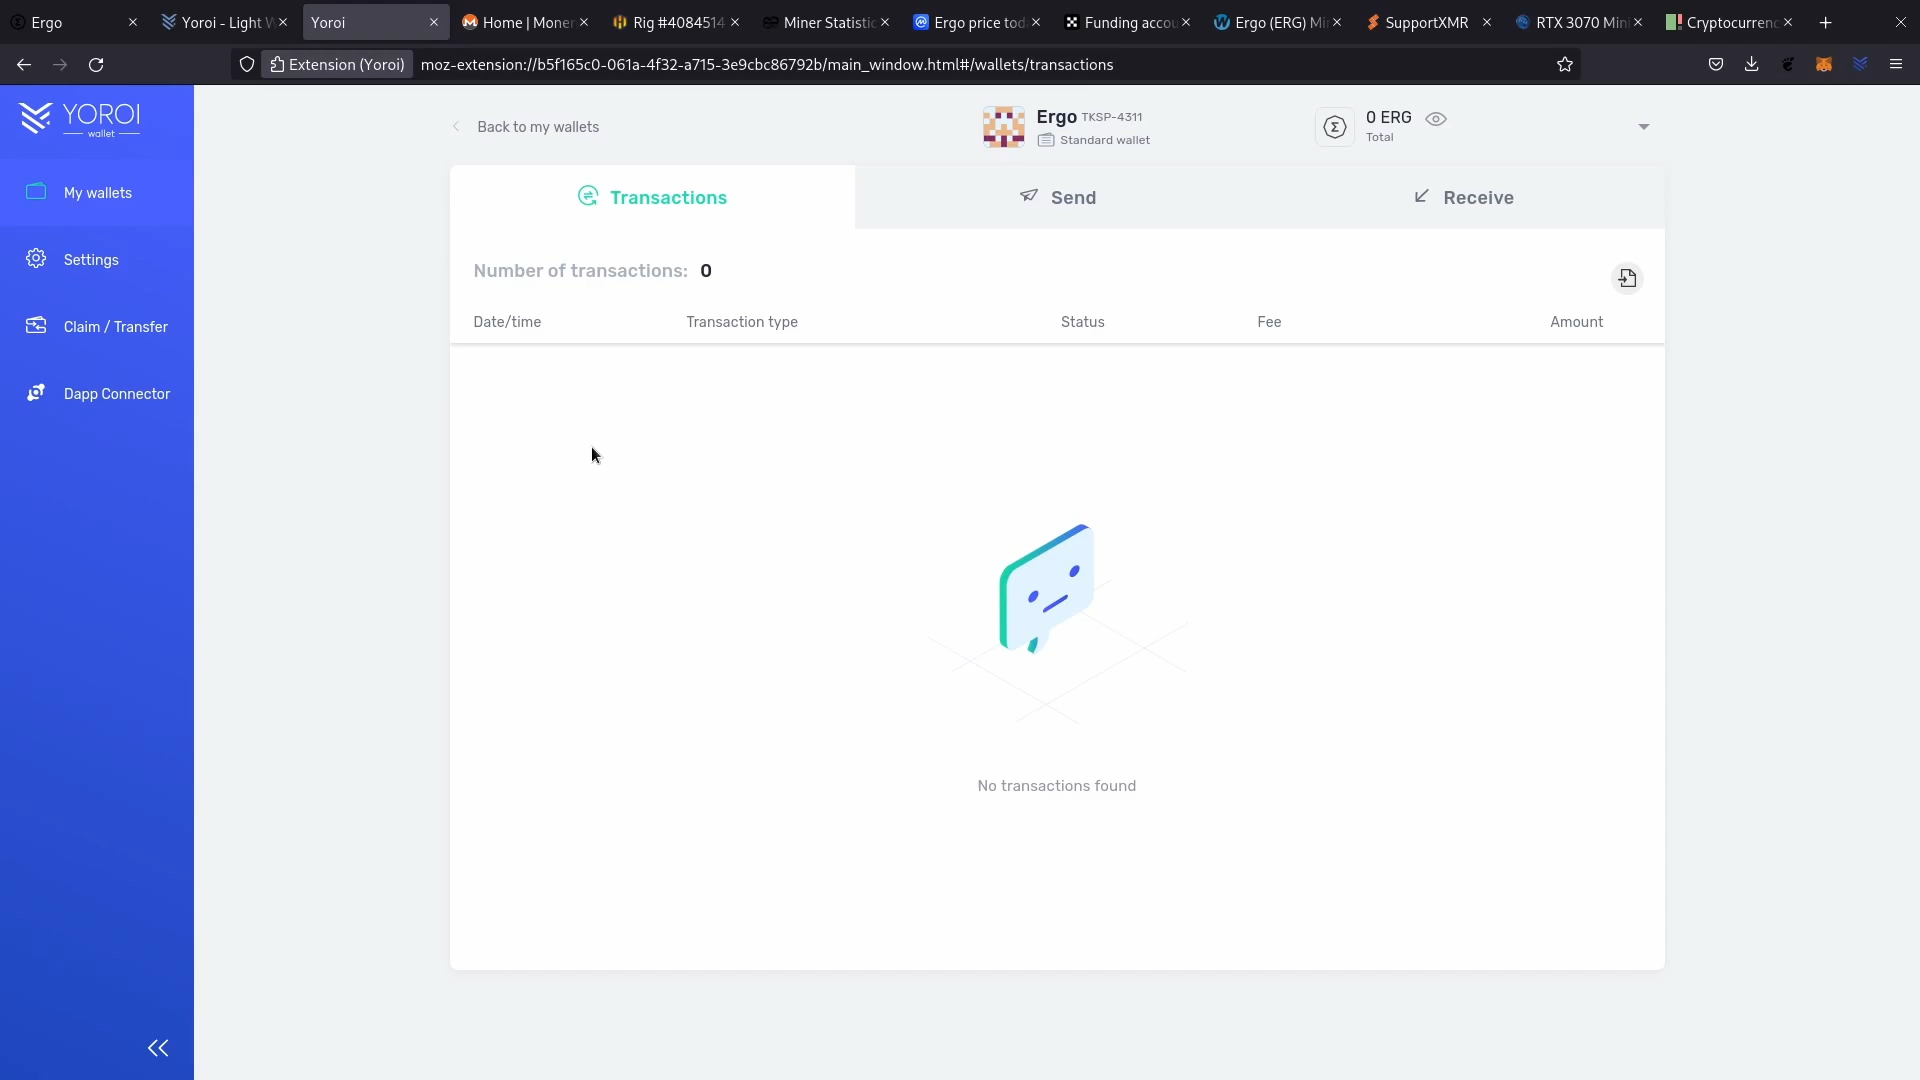 Ergo
Yoroi - Light W
Yoroi
Home | Moner
Rig #4084514
Miner Statistic
Ergo price tod
Funding accou
Ergo (ERG) Mi
SupportXMR
RTX 3070 Mini
Cryptocurrenc
Extension (Yoroi)
moz-extension://b5f165c0-061a-4f32-a715-3e9cbc86792b/main_window.html#/wallets/transactions
YOROI
wallet
My wallets
Settings
Claim / Transfer
Dapp Connector
Back to my wallets
Ergo TKSP-4311
Standard wallet
0 ERG
Total
Transactions
Send
Receive
Number of transactions: 0
Date/time Transaction type Status Fee Amount
No transactions found